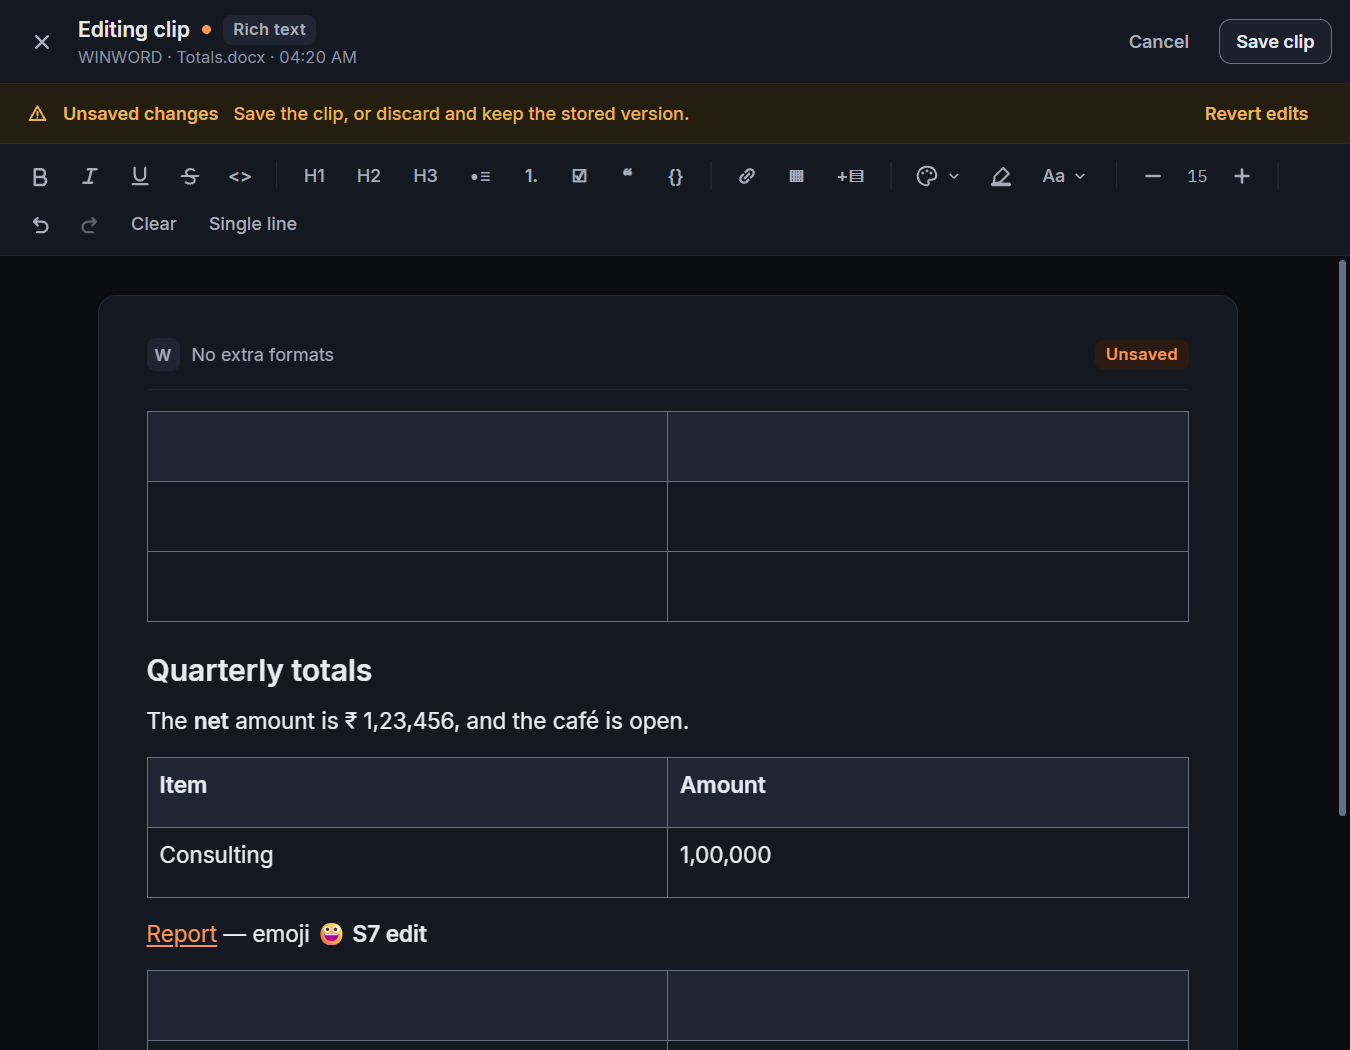 Editing clip Rich text
WINWORD · Totals.docx · 04:20 AM
Cancel
Save clip
Unsaved changes Save the clip, or discard and keep the stored version.
Revert edits
B I U S <> H1 H2 H3 1. ❝ {} Aa — 15 +
Clear Single line
W No extra formats
Unsaved
Quarterly totals
The net amount is ₹ 1,23,456, and the café is open.
Item Amount
Consulting 1,00,000
Report — emoji 😀 S7 edit